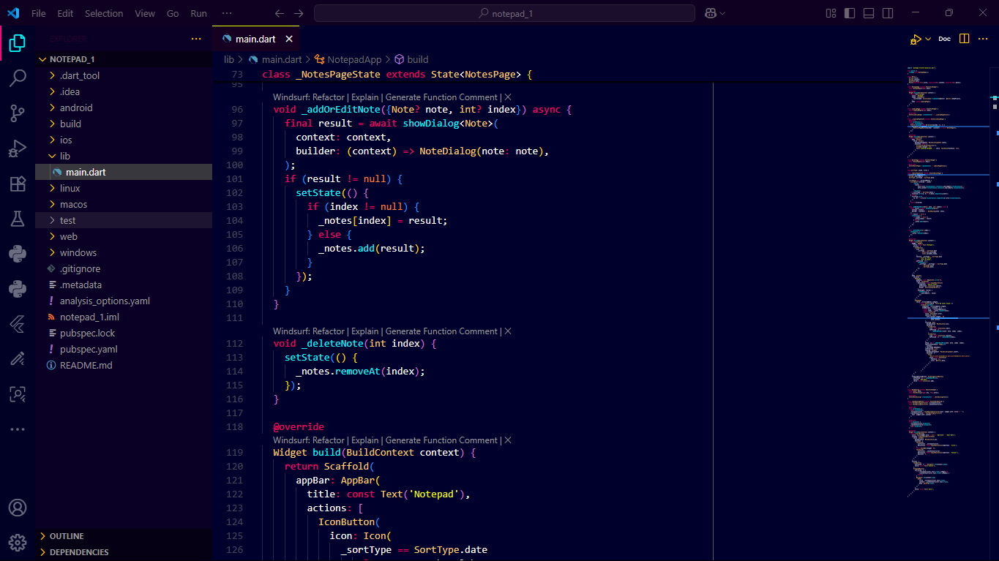 File Edit Selection View Go Run ···
notepad_1
EXPLORER ···
NOTEPAD_1
.dart_tool
.idea
android
build
ios
lib
main.dart
linux
macos
test
web
windows
.gitignore
.metadata
! analysis_options.yaml
notepad_1.iml
pubspec.lock
! pubspec.yaml
README.md
OUTLINE
DEPENDENCIES
main.dart
Doc
lib > main.dart > NotepadApp > build
73 class _NotesPageState extends State<NotesPage> {
95
Windsurf: Refactor | Explain | Generate Function Comment | X
96 void _addOrEditNote({Note? note, int? index}) async {
97 final result = await showDialog<Note>(
98 context: context,
99 builder: (context) => NoteDialog(note: note),
100 );
101 if (result != null) {
102 setState(() {
103 if (index != null) {
104 _notes[index] = result;
105 } else {
106 _notes.add(result);
107 }
108 });
109 }
110 }
111
Windsurf: Refactor | Explain | Generate Function Comment | X
112 void _deleteNote(int index) {
113 setState(() {
114 _notes.removeAt(index);
115 });
116 }
117
118 @override
Windsurf: Refactor | Explain | Generate Function Comment | X
119 Widget build(BuildContext context) {
120 return Scaffold(
121 appBar: AppBar(
122 title: const Text('Notepad'),
123 actions: [
124 IconButton(
125 icon: Icon(
126 _sortType == SortType.date